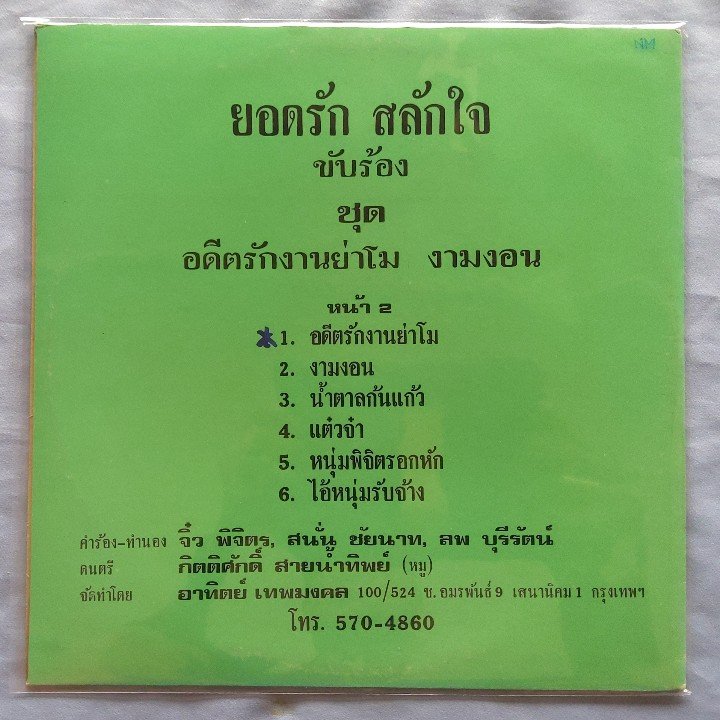 NM
ยอดรัก สลักใจ
ขับร้อง
ชุด
อดีตรักงานย่าโม งามงอน
หน้า 2
1. อดีตรักงานย่าโม
2. งามงอน
3. น้ำตาลก้นแก้ว
4. แต๋วจ๋า
5. หนุ่มพิจิตรอกหัก
6. ไอ้หนุ่มรับจ้าง
คำร้อง-ทำนอง จิ๋ว พิจิตร, สนั่น ชัยนาท, ลพ บุรีรัตน์
ดนตรี กิตติศักดิ์ สายน้ำทิพย์ (หมู)
จัดทำโดย อาทิตย์ เทพมงคล 100/524 ซ.อมรพันธ์ 9 เสนานิคม 1 กรุงเทพฯ
โทร. 570-4860